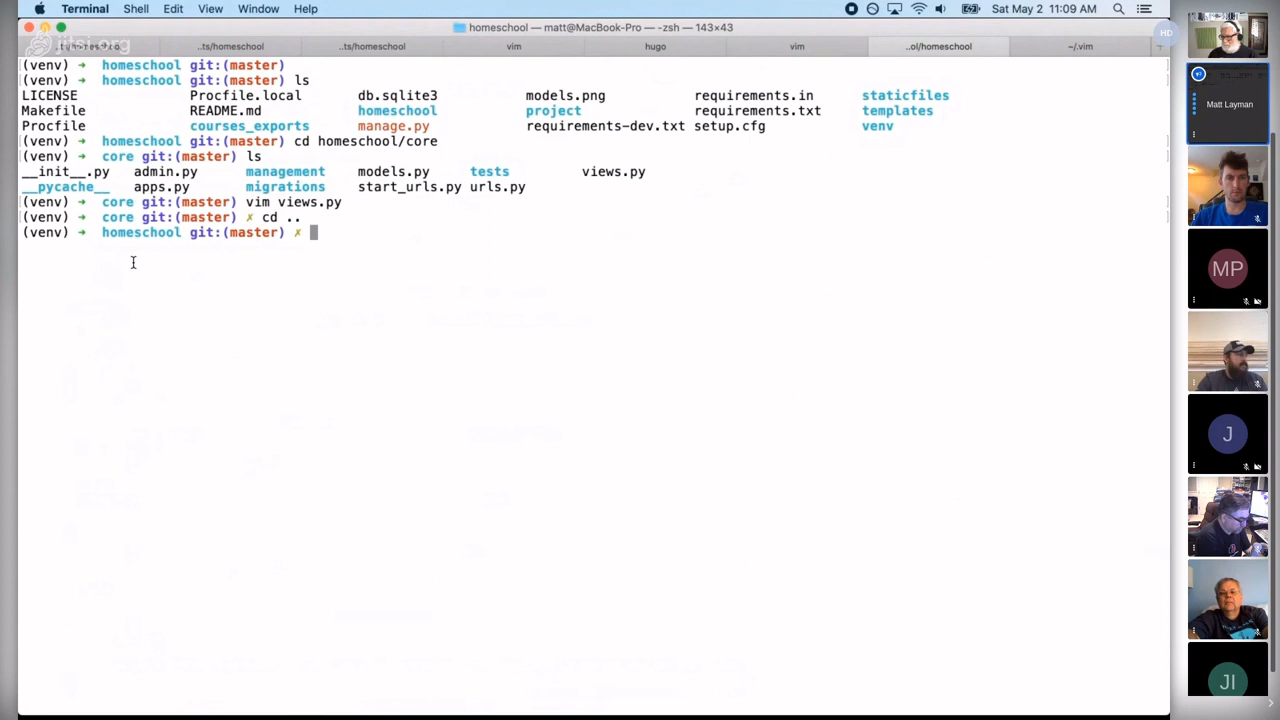 Terminal Shell Edit View Window Help Sat May 2 11:09 AM
homeschool — matt@MacBook-Pro — -zsh — 143×43
jitsi.org
..ts/homeschool ..ts/homeschool vim hugo vim ..ol/homeschool ~/.vim
(venv) ➜ homeschool git:(master)
(venv) ➜ homeschool git:(master) ls
LICENSE Procfile.local db.sqlite3 models.png requirements.in staticfiles
Makefile README.md homeschool project requirements.txt templates
Procfile courses_exports manage.py requirements-dev.txt setup.cfg venv
(venv) ➜ homeschool git:(master) cd homeschool/core
(venv) ➜ core git:(master) ls
__init__.py admin.py management models.py tests views.py
__pycache__ apps.py migrations start_urls.py urls.py
(venv) ➜ core git:(master) vim views.py
(venv) ➜ core git:(master) ✗ cd ..
(venv) ➜ homeschool git:(master) ✗
HD
Matt Layman
MP
J
JI